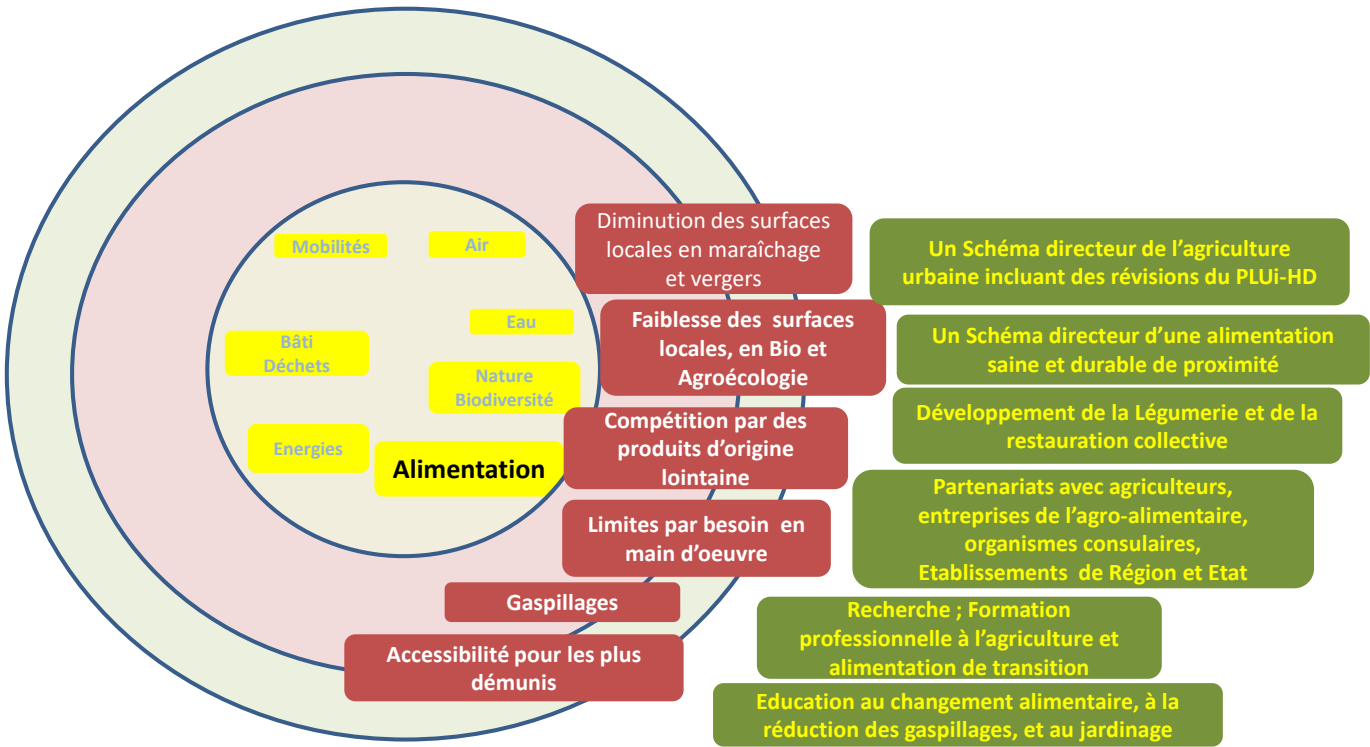 Mobilités
Air
Eau
Bâti
Déchets
Nature
Biodiversité
Energies
Alimentation
Diminution des surfaces
locales en maraîchage
et vergers
Faiblesse des surfaces
locales, en Bio et
Agroécologie
Compétition par des
produits d’origine
lointaine
Limites par besoin en
main d’oeuvre
Gaspillages
Accessibilité pour les plus
démunis
Un Schéma directeur de l’agriculture
urbaine incluant des révisions du PLUi-HD
Un Schéma directeur d’une alimentation
saine et durable de proximité
Développement de la Légumerie et de la
restauration collective
Partenariats avec agriculteurs,
entreprises de l’agro-alimentaire,
organismes consulaires,
Etablissements de Région et Etat
Recherche ; Formation
professionnelle à l’agriculture et
alimentation de transition
Education au changement alimentaire, à la
réduction des gaspillages, et au jardinage